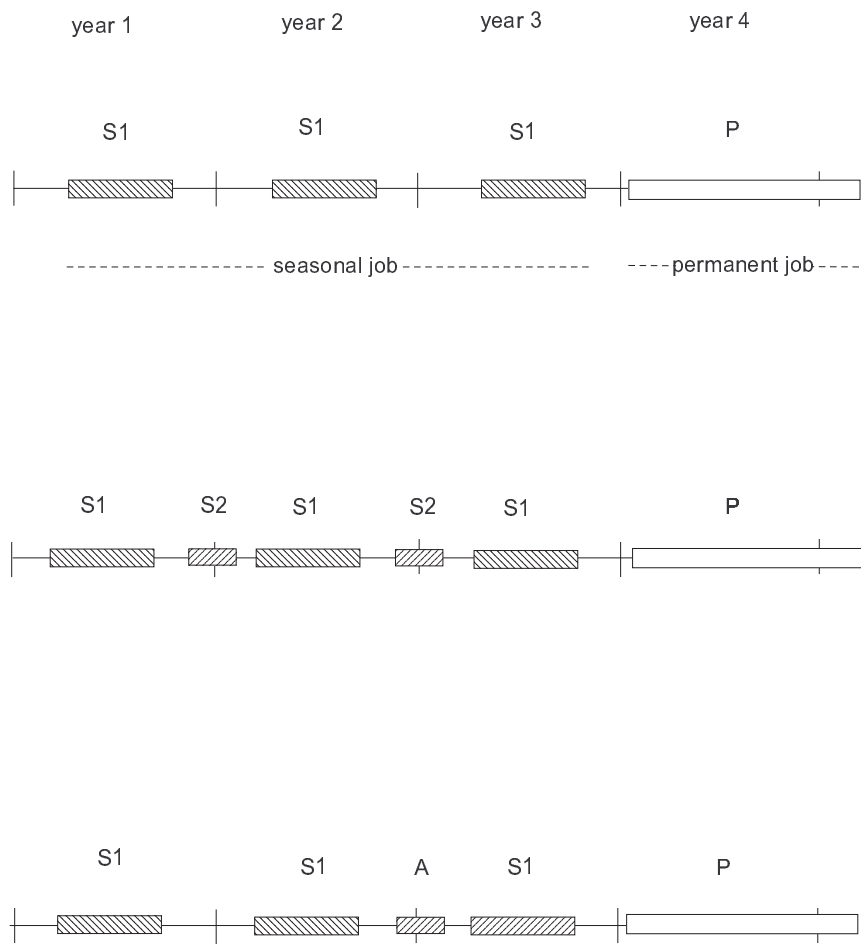 year 1 year 2 year 3 year 4
S1 S1 S1 P
seasonal job permanent job
S1 S2 S1 S2 S1 P
S1 S1 A S1 P